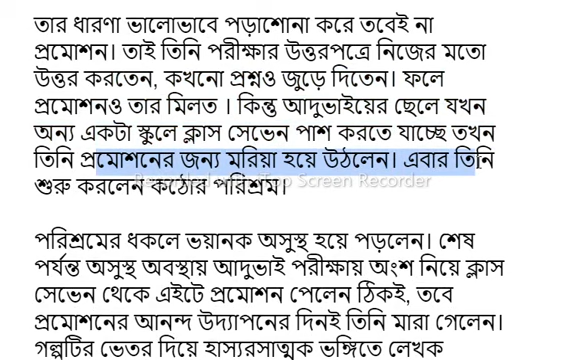 তার ধারণা ভালোভাবে পড়াশোনা করে তবেই না
প্রমোশন। তাই তিনি পরীক্ষার উত্তরপত্রে নিজের মতো
উত্তর করতেন, কখনো প্রশ্নও জুড়ে দিতেন। ফলে
প্রমোশনও তার মিলত । কিন্তু আদুভাইয়ের ছেলে যখন
অন্য একটা স্কুলে ক্লাস সেভেন পাশ করতে যাচ্ছে তখন
তিনি প্রমোশনের জন্য মরিয়া হয়ে উঠলেন। এবার তিনি
শুরু করলেন কঠোর পরিশ্রম।
Screen Recorder
পরিশ্রমের ধকলে ভয়ানক অসুস্থ হয়ে পড়লেন। শেষ
পর্যন্ত অসুস্থ অবস্থায় আদুভাই পরীক্ষায় অংশ নিয়ে ক্লাস
সেভেন থেকে এইটে প্রমোশন পেলেন ঠিকই, তবে
প্রমোশনের আনন্দ উদ্যাপনের দিনই তিনি মারা গেলেন।
গল্পটির ভেতর দিয়ে হাস্যরসাত্মক ভঙ্গিতে লেখক